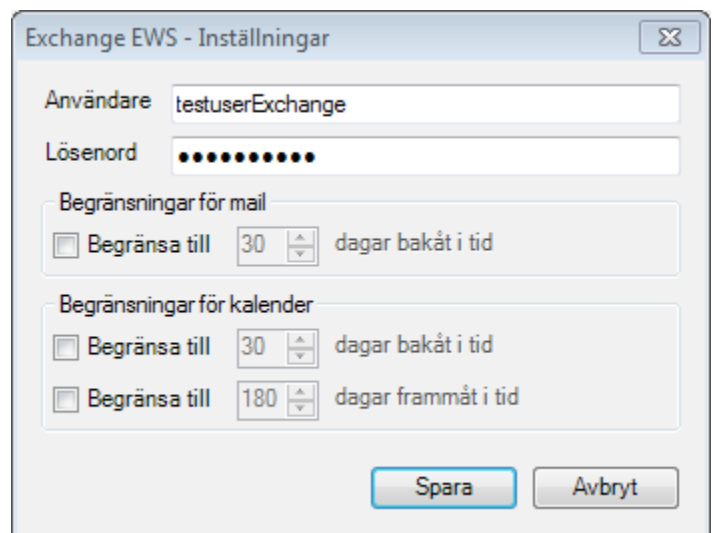 Exchange EWS - Inställningar
Användare testuserExchange
Lösenord ●●●●●●●●●●
Begränsningar för mail
Begränsa till 30 dagar bakåt i tid
Begränsningar för kalender
Begränsa till 30 dagar bakåt i tid
Begränsa till 180 dagar frammåt i tid
Spara Avbryt